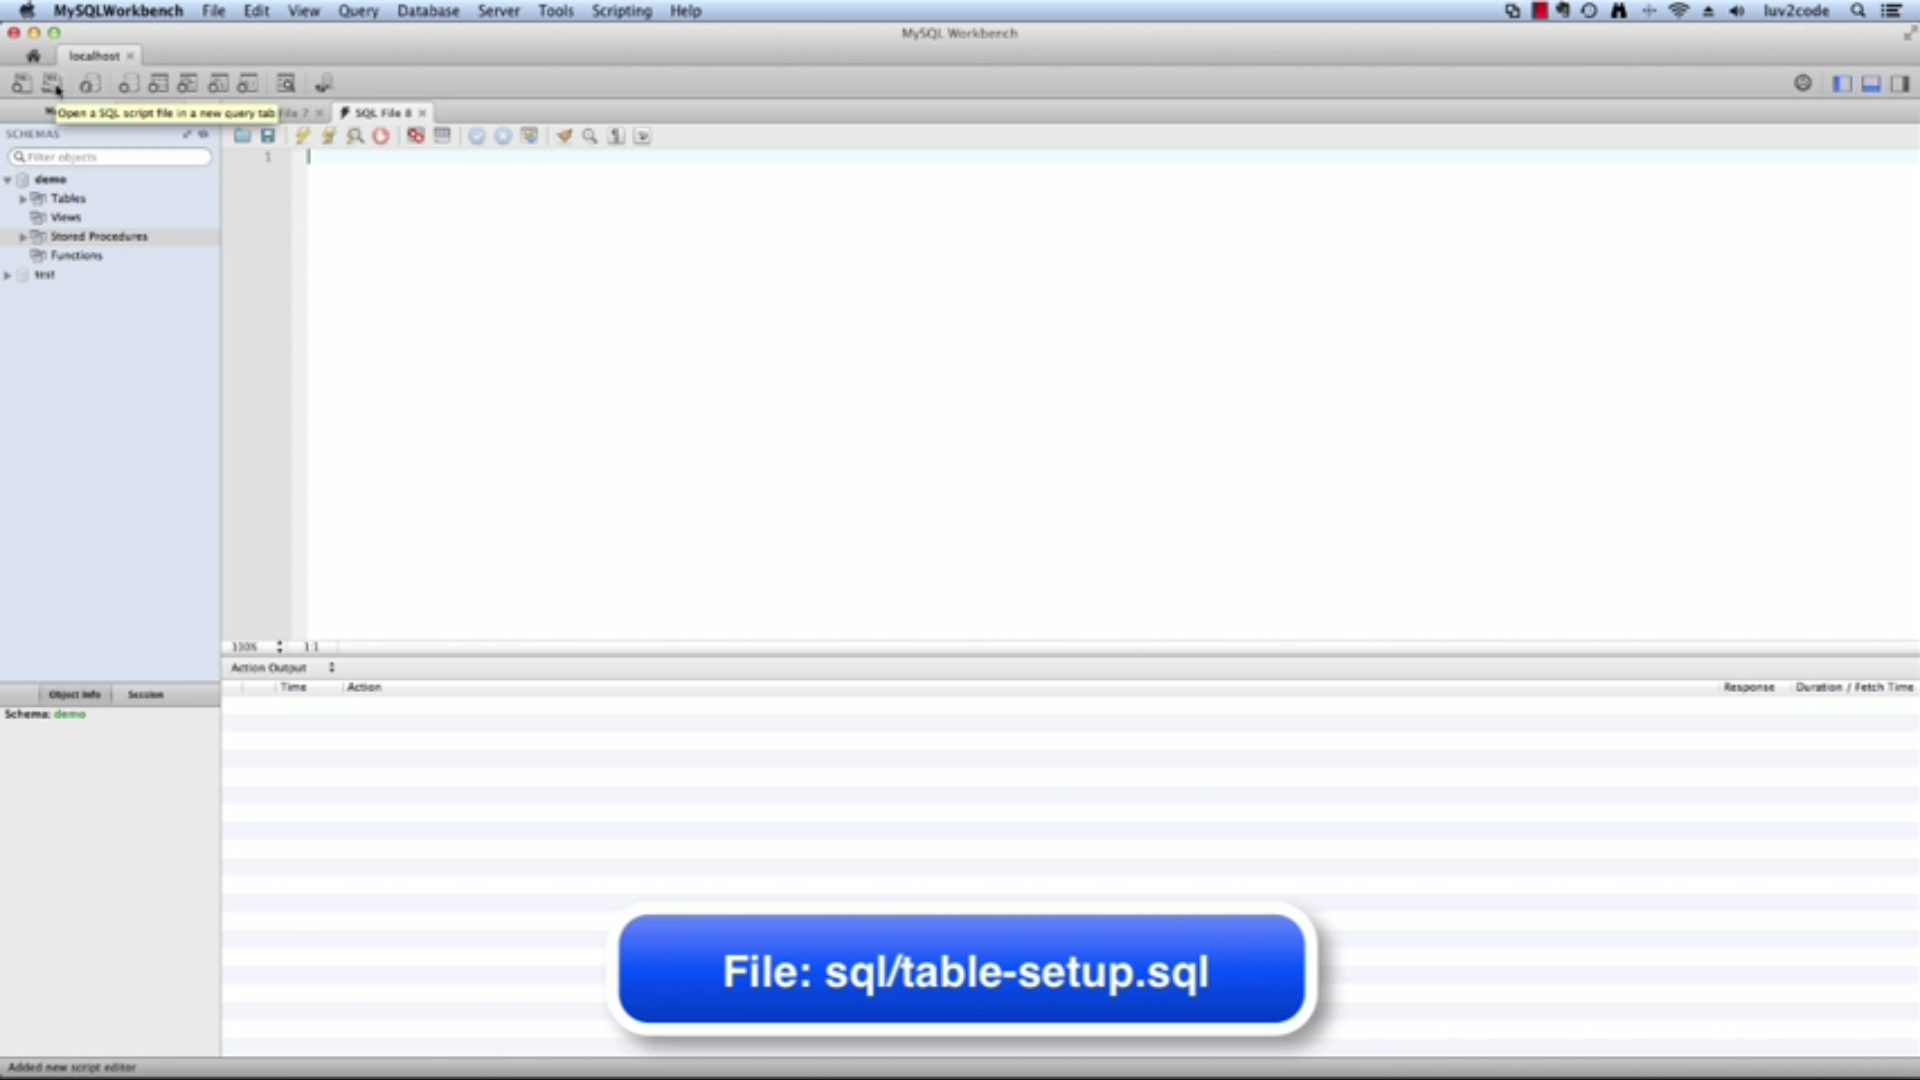 MySQLWorkbench File Edit View Query Database Server Tools Scripting Help luv2code
MySQL Workbench
localhost
Open a SQL script file in a new query tab File 7 SQL File 8
SCHEMAS
Filter objects
1
demo
Tables
Views
Stored Procedures
Functions
test
100% 1:1
Action Output
Time Action Response Duration / Fetch Time
Object Info Session
Schema: demo
File: sql/table-setup.sql
Added new script editor